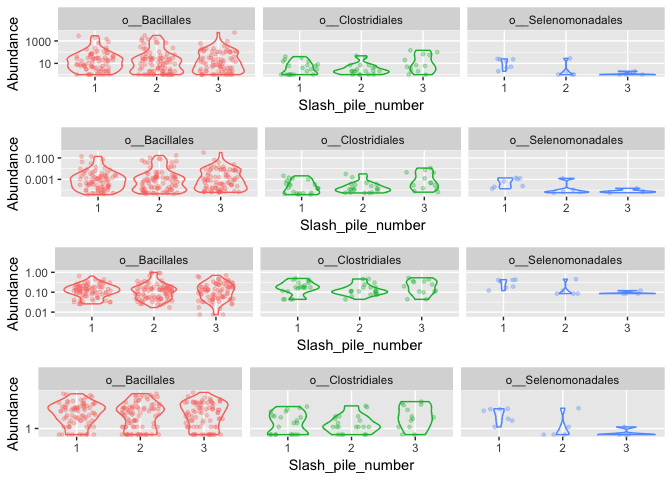 o__Bacillales o__Clostridiales o__Selenomonadales
Abundance
1000
10
1 2 3 1 2 3 1 2 3
Slash_pile_number
o__Bacillales o__Clostridiales o__Selenomonadales
Abundance
0.100
0.001
1 2 3 1 2 3 1 2 3
Slash_pile_number
o__Bacillales o__Clostridiales o__Selenomonadales
Abundance
1.00
0.10
0.01
1 2 3 1 2 3 1 2 3
Slash_pile_number
o__Bacillales o__Clostridiales o__Selenomonadales
Abundance
1
1 2 3 1 2 3 1 2 3
Slash_pile_number